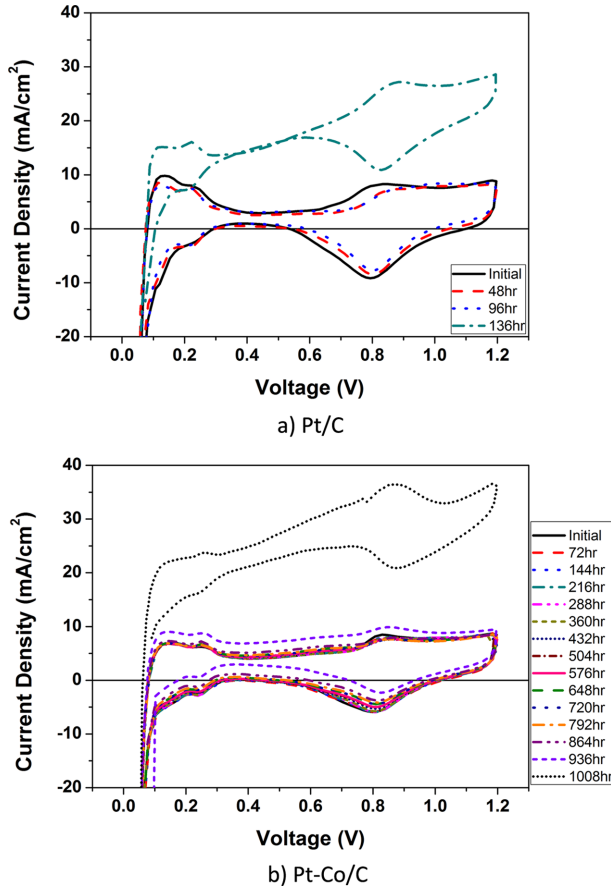 40
30
20
10
0
-10
-20
Current Density (mA/cm²)
Initial
48hr
96hr
136hr
0.0 0.2 0.4 0.6 0.8 1.0 1.2
Voltage (V)
a) Pt/C
40
30
20
10
0
-10
-20
Current Density (mA/cm²)
Initial
72hr
144hr
216hr
288hr
360hr
432hr
504hr
576hr
648hr
720hr
792hr
864hr
936hr
1008hr
0.0 0.2 0.4 0.6 0.8 1.0 1.2
Voltage (V)
b) Pt-Co/C